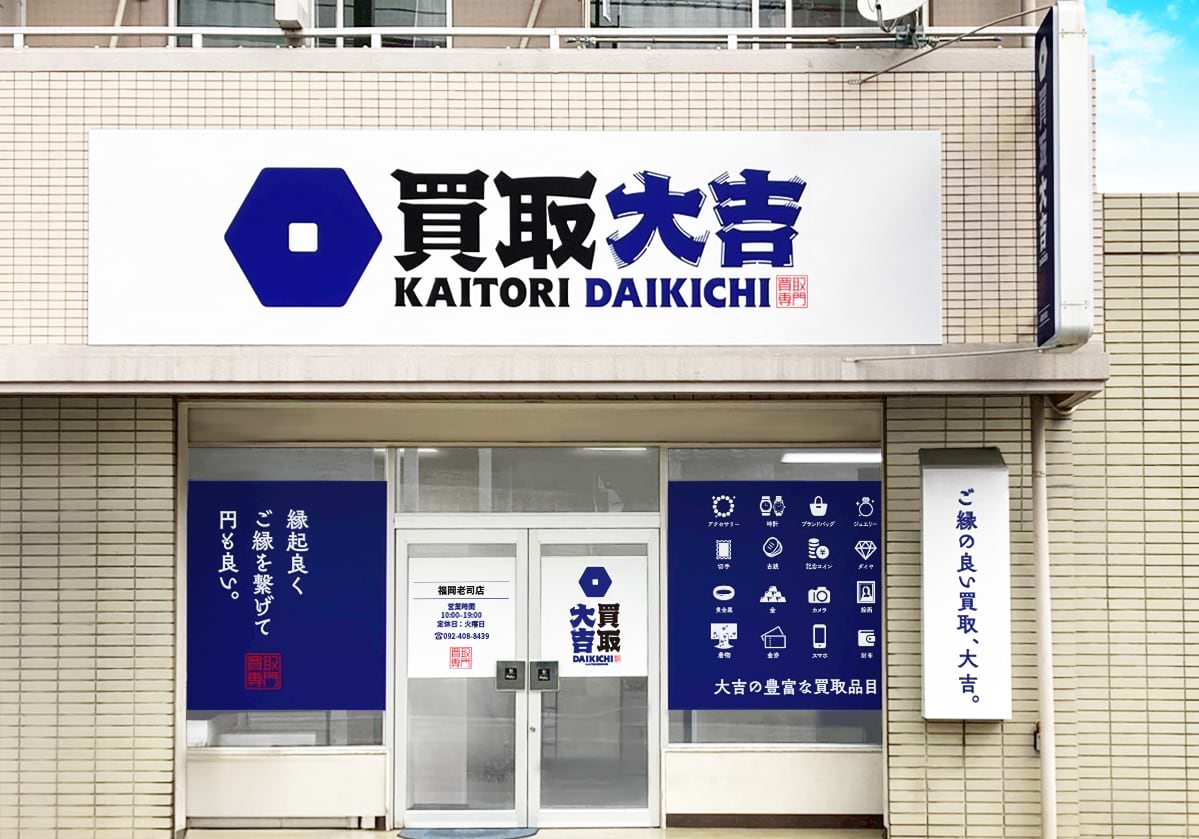 買取大吉
KAITORI DAIKICHI
買取
専門
買取大吉
縁起良く
ご縁を繋げて
円も良い。
買取
専門
福岡老司店
営業時間
10:00-19:00
定休日：火曜日
☎092-408-8439
買取
専門
買取
大吉
DAIKICHI
アクセサリー 時計 ブランドバッグ ジュエリー
切手 古銭 記念コイン ダイヤ
貴金属 金 カメラ 絵画
着物 金券 スマホ 財布
大吉の豊富な買取品目
ご縁の良い買取、大吉。